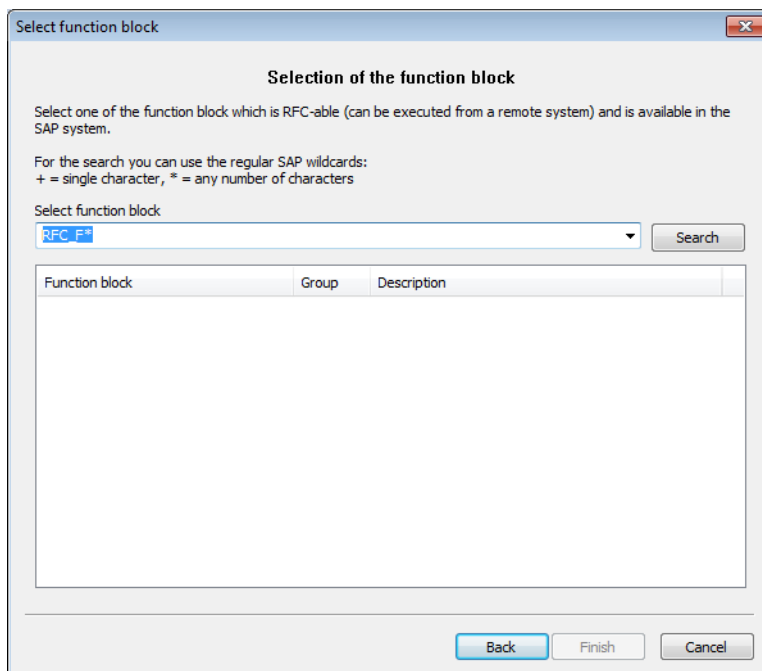 Select function block
Selection of the function block
Select one of the function block which is RFC-able (can be executed from a remote system) and is available in the
SAP system.
For the search you can use the regular SAP wildcards:
+ = single character, * = any number of characters
Select function block
RFC_F*
Search
Function block Group Description
Back Finish Cancel